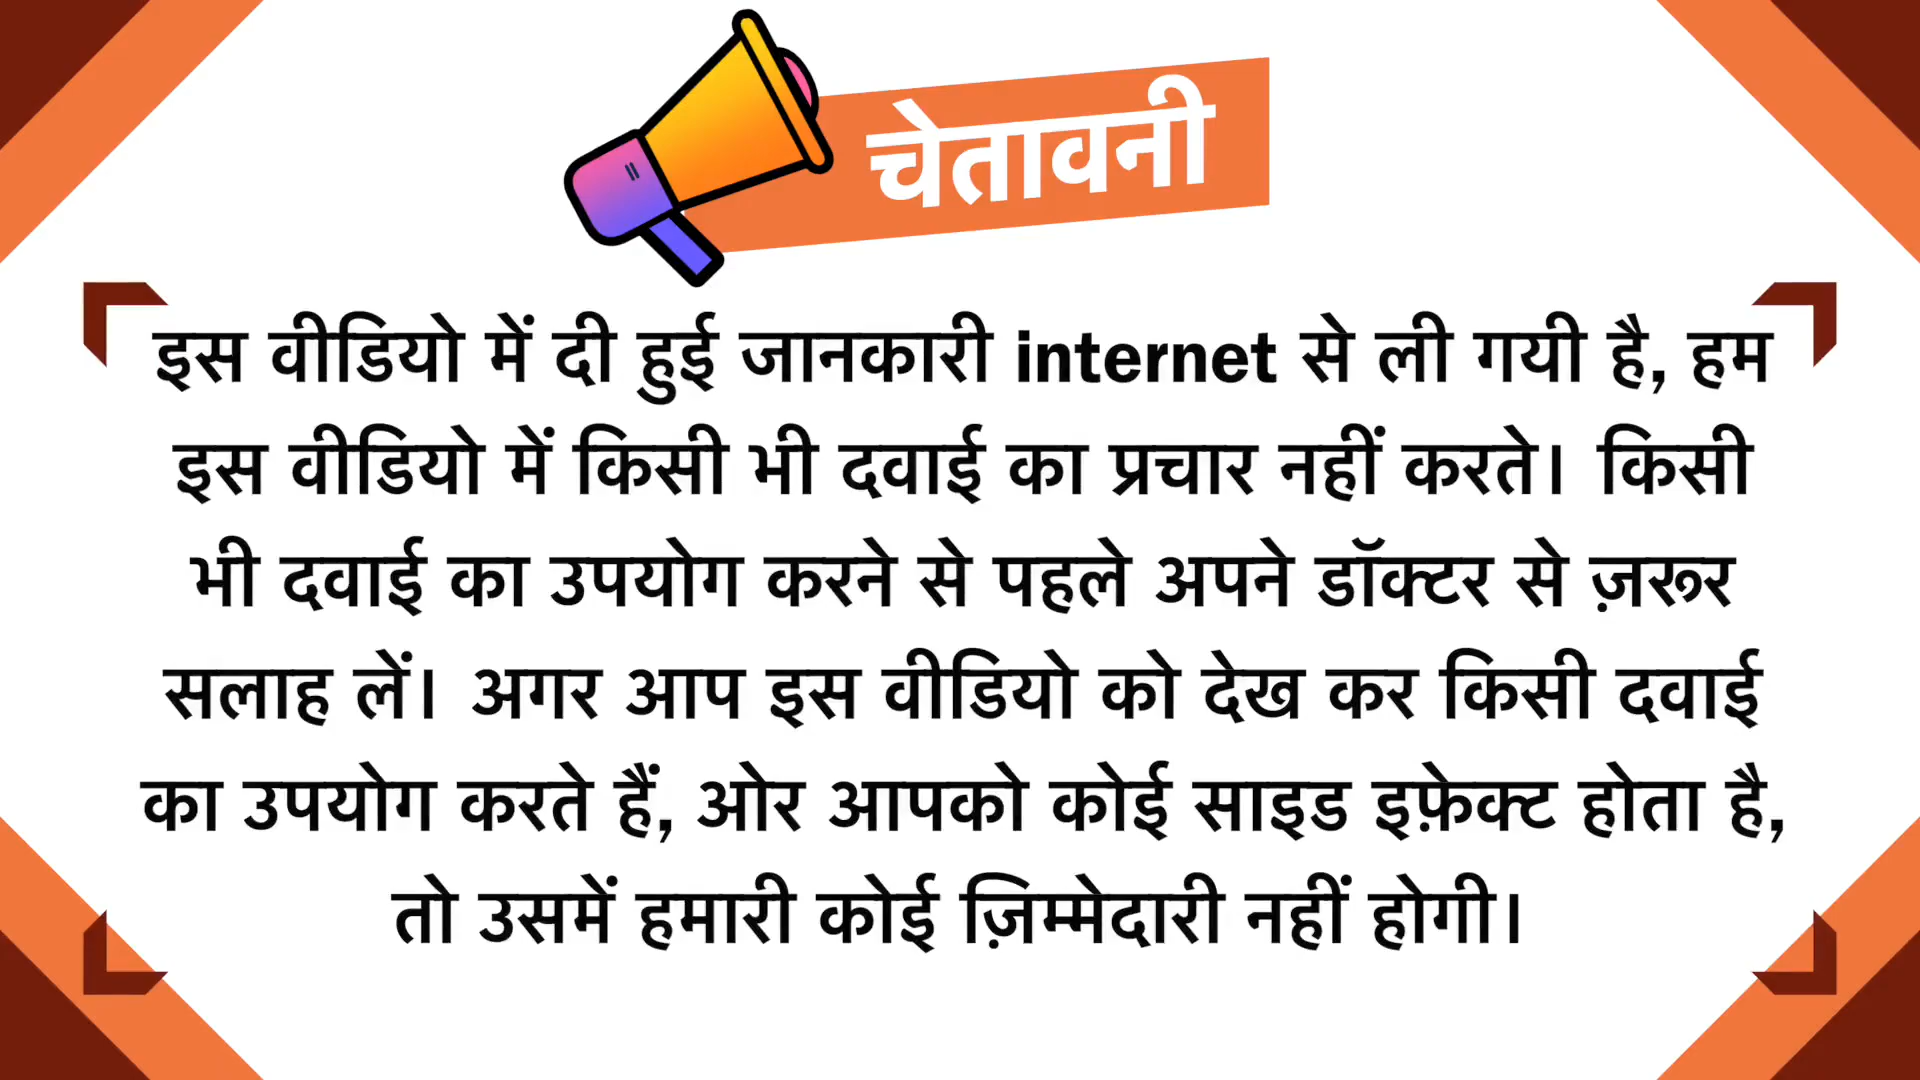 चेतावनी
इस वीडियो में दी हुई जानकारी internet से ली गयी है, हम
इस वीडियो में किसी भी दवाई का प्रचार नहीं करते। किसी
भी दवाई का उपयोग करने से पहले अपने डॉक्टर से ज़रूर
सलाह लें। अगर आप इस वीडियो को देख कर किसी दवाई
का उपयोग करते हैं, ओर आपको कोई साइड इफ़ेक्ट होता है,
तो उसमें हमारी कोई ज़िम्मेदारी नहीं होगी।